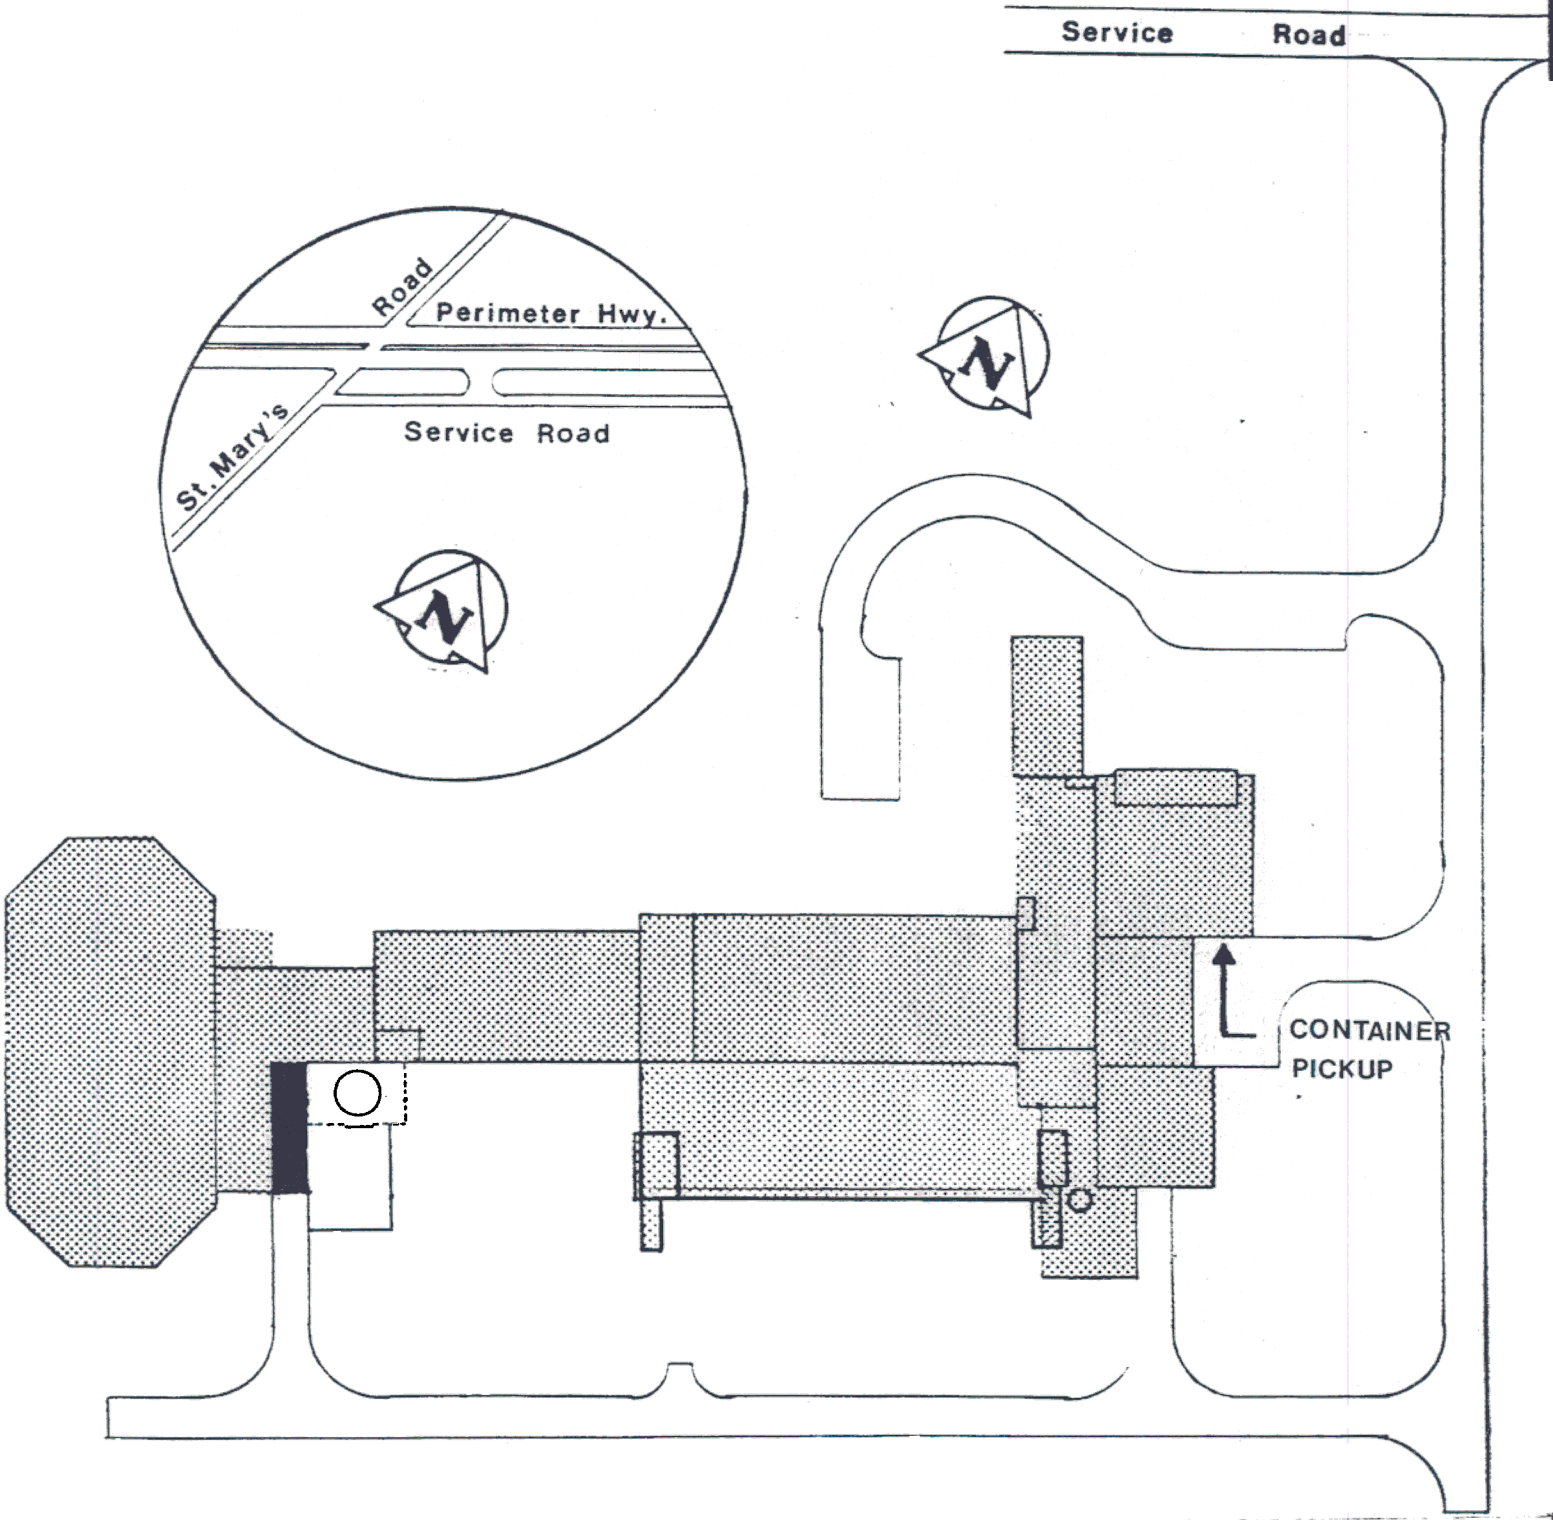 Service Road
Road
Perimeter Hwy.
St. Mary's
Service Road
N
N
CONTAINER
PICKUP